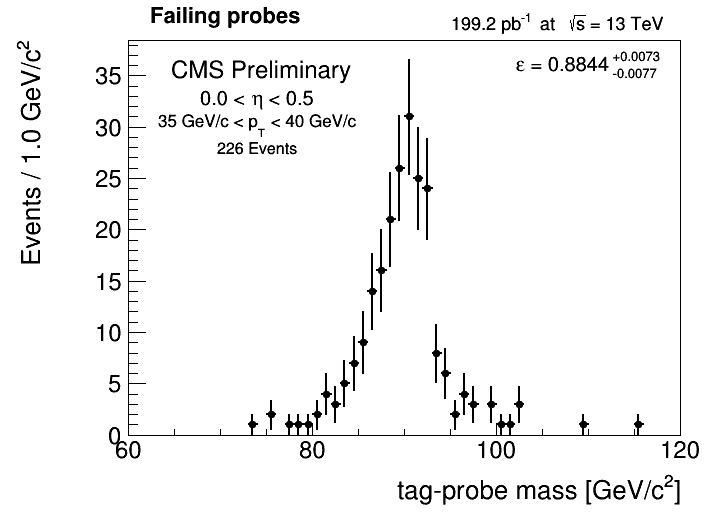 Failing probes
199.2 pb⁻¹ at √s = 13 TeV
CMS Preliminary
0.0 < η < 0.5
35 GeV/c < p_T < 40 GeV/c
226 Events
ε = 0.8844 +0.0073 -0.0077
Events / 1.0 GeV/c²
35
30
25
20
15
10
5
0
60 80 100 120
tag-probe mass [GeV/c²]